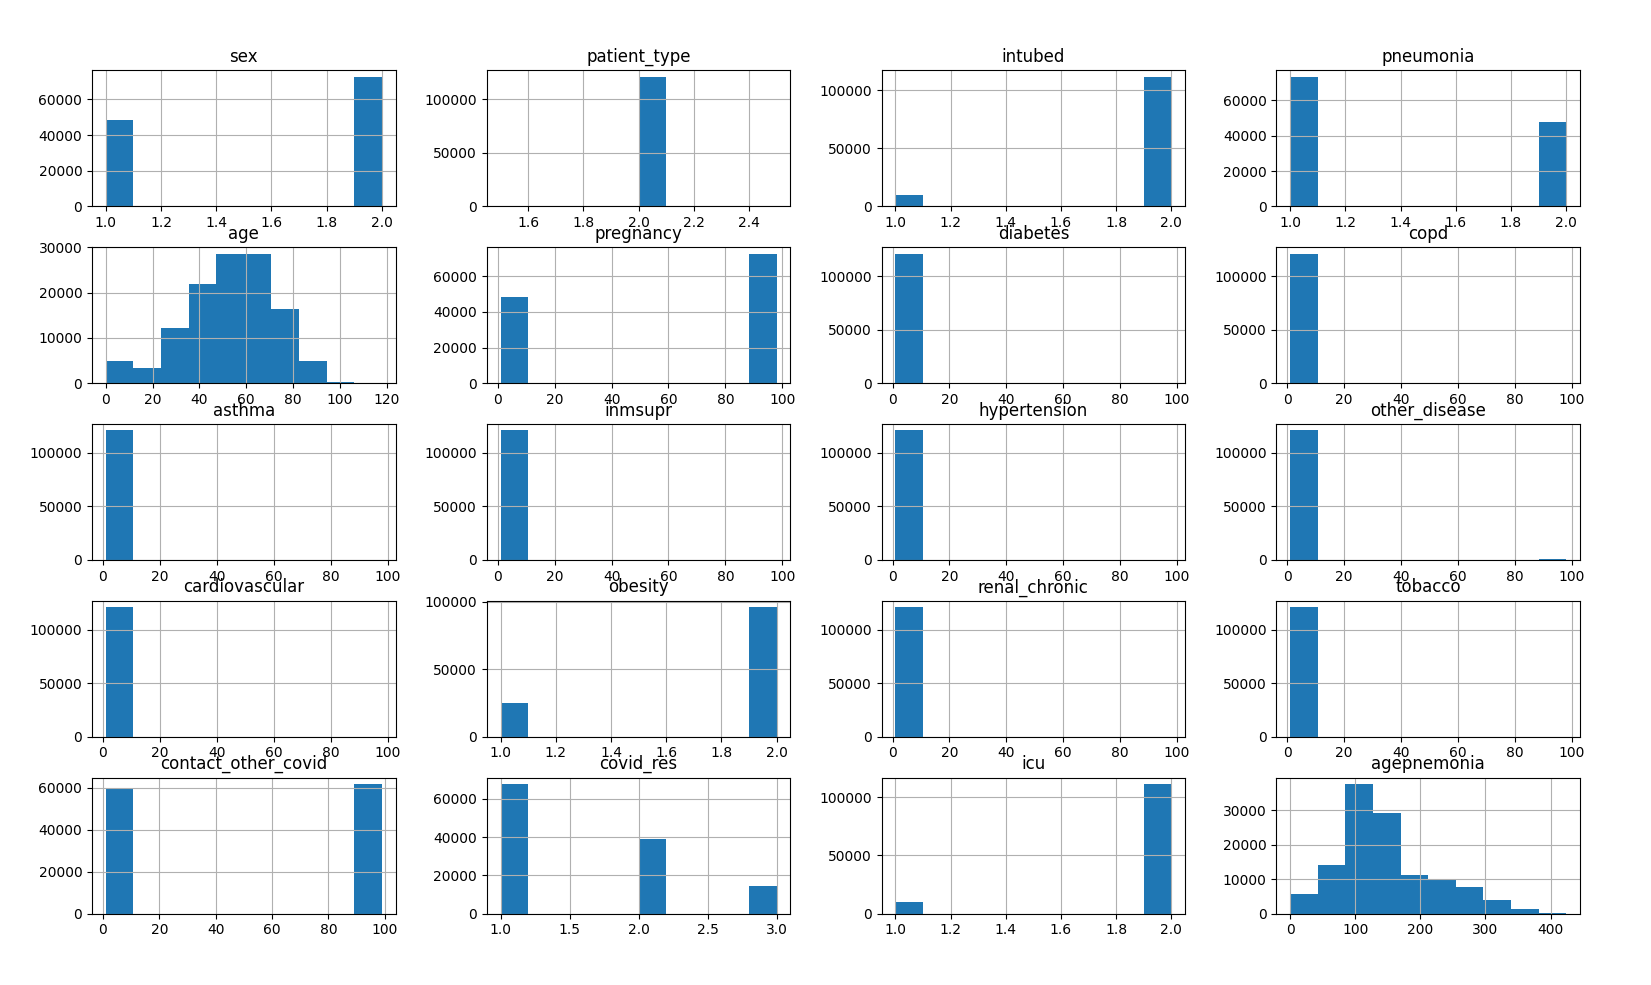 sex patient_type intubed pneumonia
60000 100000 100000 60000
40000 40000
50000 50000
20000 20000
0 0 0 0
1.0 1.2 1.4 1.6 1.8 2.0 1.6 1.8 2.0 2.2 2.4 1.0 1.2 1.4 1.6 1.8 2.0 1.0 1.2 1.4 1.6 1.8 2.0
age pregnancy diabetes copd
30000
60000 100000 100000
20000
40000
50000 50000
10000
20000
0 0 0 0
0 20 40 60 80 100 120 0 20 40 60 80 100 0 20 40 60 80 100 0 20 40 60 80 100
asthma inmsupr hypertension other_disease
100000 100000 100000 100000
50000 50000 50000 50000
0 0 0 0
0 20 40 60 80 100 0 20 40 60 80 100 0 20 40 60 80 100 0 20 40 60 80 100
cardiovascular obesity renal_chronic tobacco
100000
100000 100000 100000
50000 50000 50000 50000
0 0 0 0
0 20 40 60 80 100 1.0 1.2 1.4 1.6 1.8 2.0 0 20 40 60 80 100 0 20 40 60 80 100
contact_other_covid covid_res icu agepnemonia
60000 60000 100000 30000
40000 40000 20000
50000
20000 20000 10000
0 0 0 0
0 20 40 60 80 100 1.0 1.5 2.0 2.5 3.0 1.0 1.2 1.4 1.6 1.8 2.0 0 100 200 300 400